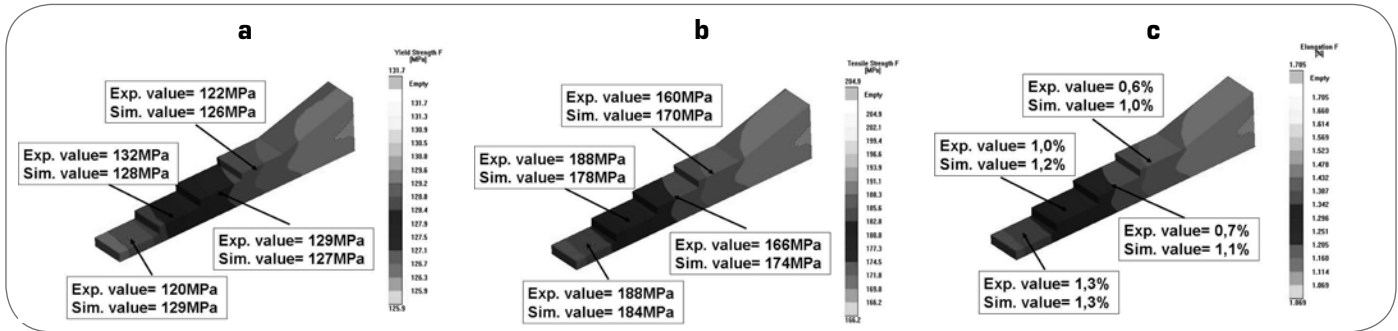 a
Yield Strength F
[MPa]
131.7
Empty
131.7
131.3
130.9
130.5
130.0
129.6
129.2
128.8
128.4
127.9
127.5
127.1
126.7
126.3
125.9
125.9
Exp. value= 122MPa
Sim. value= 126MPa
Exp. value= 132MPa
Sim. value= 128MPa
Exp. value= 129MPa
Sim. value= 127MPa
Exp. value= 120MPa
Sim. value= 129MPa
b
Tensile Strength F
[MPa]
204.9
Empty
204.9
202.1
199.4
196.6
193.9
191.1
188.3
185.6
182.8
180.0
177.3
174.5
171.8
169.0
166.2
166.2
Exp. value= 160MPa
Sim. value= 170MPa
Exp. value= 188MPa
Sim. value= 178MPa
Exp. value= 166MPa
Sim. value= 174MPa
Exp. value= 188MPa
Sim. value= 184MPa
c
Elongation F
[%]
1.705
Empty
1.705
1.660
1.614
1.569
1.523
1.478
1.432
1.387
1.342
1.296
1.251
1.205
1.160
1.114
1.069
1.069
Exp. value= 0,6%
Sim. value= 1,0%
Exp. value= 1,0%
Sim. value= 1,2%
Exp. value= 0,7%
Sim. value= 1,1%
Exp. value= 1,3%
Sim. value= 1,3%